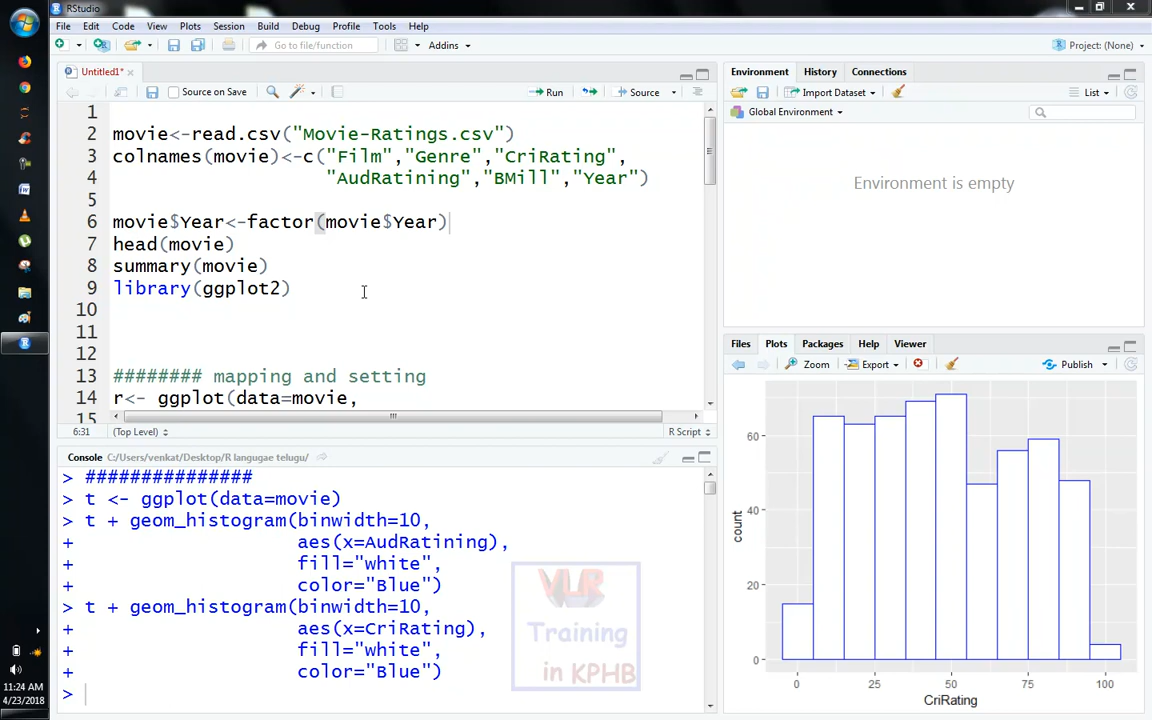 RStudio
File Edit Code View Plots Session Build Debug Profile Tools Help
Go to file/function Addins Project: (None)
Untitled1*
Source on Save Run Source
1
2 movie<-read.csv("Movie-Ratings.csv")
3 colnames(movie)<-c("Film","Genre","CriRating",
4 "AudRatining","BMill","Year")
5
6 movie$Year<-factor(movie$Year)
7 head(movie)
8 summary(movie)
9 library(ggplot2)
10
11
12
13 ######## mapping and setting
14 r<- ggplot(data=movie,
15
6:31 (Top Level) R Script
Console C:/Users/venkat/Desktop/R langugae telugu/
> ###############
> t <- ggplot(data=movie)
> t + geom_histogram(binwidth=10,
+ aes(x=AudRatining),
+ fill="white",
+ color="Blue")
> t + geom_histogram(binwidth=10,
+ aes(x=CriRating),
+ fill="white",
+ color="Blue")
>
VLR
Training
in KPHB
Environment History Connections
Import Dataset List
Global Environment
Environment is empty
Files Plots Packages Help Viewer
Zoom Export Publish
count
60
40
20
0
0 25 50 75 100
CriRating
11:24 AM
4/23/2018